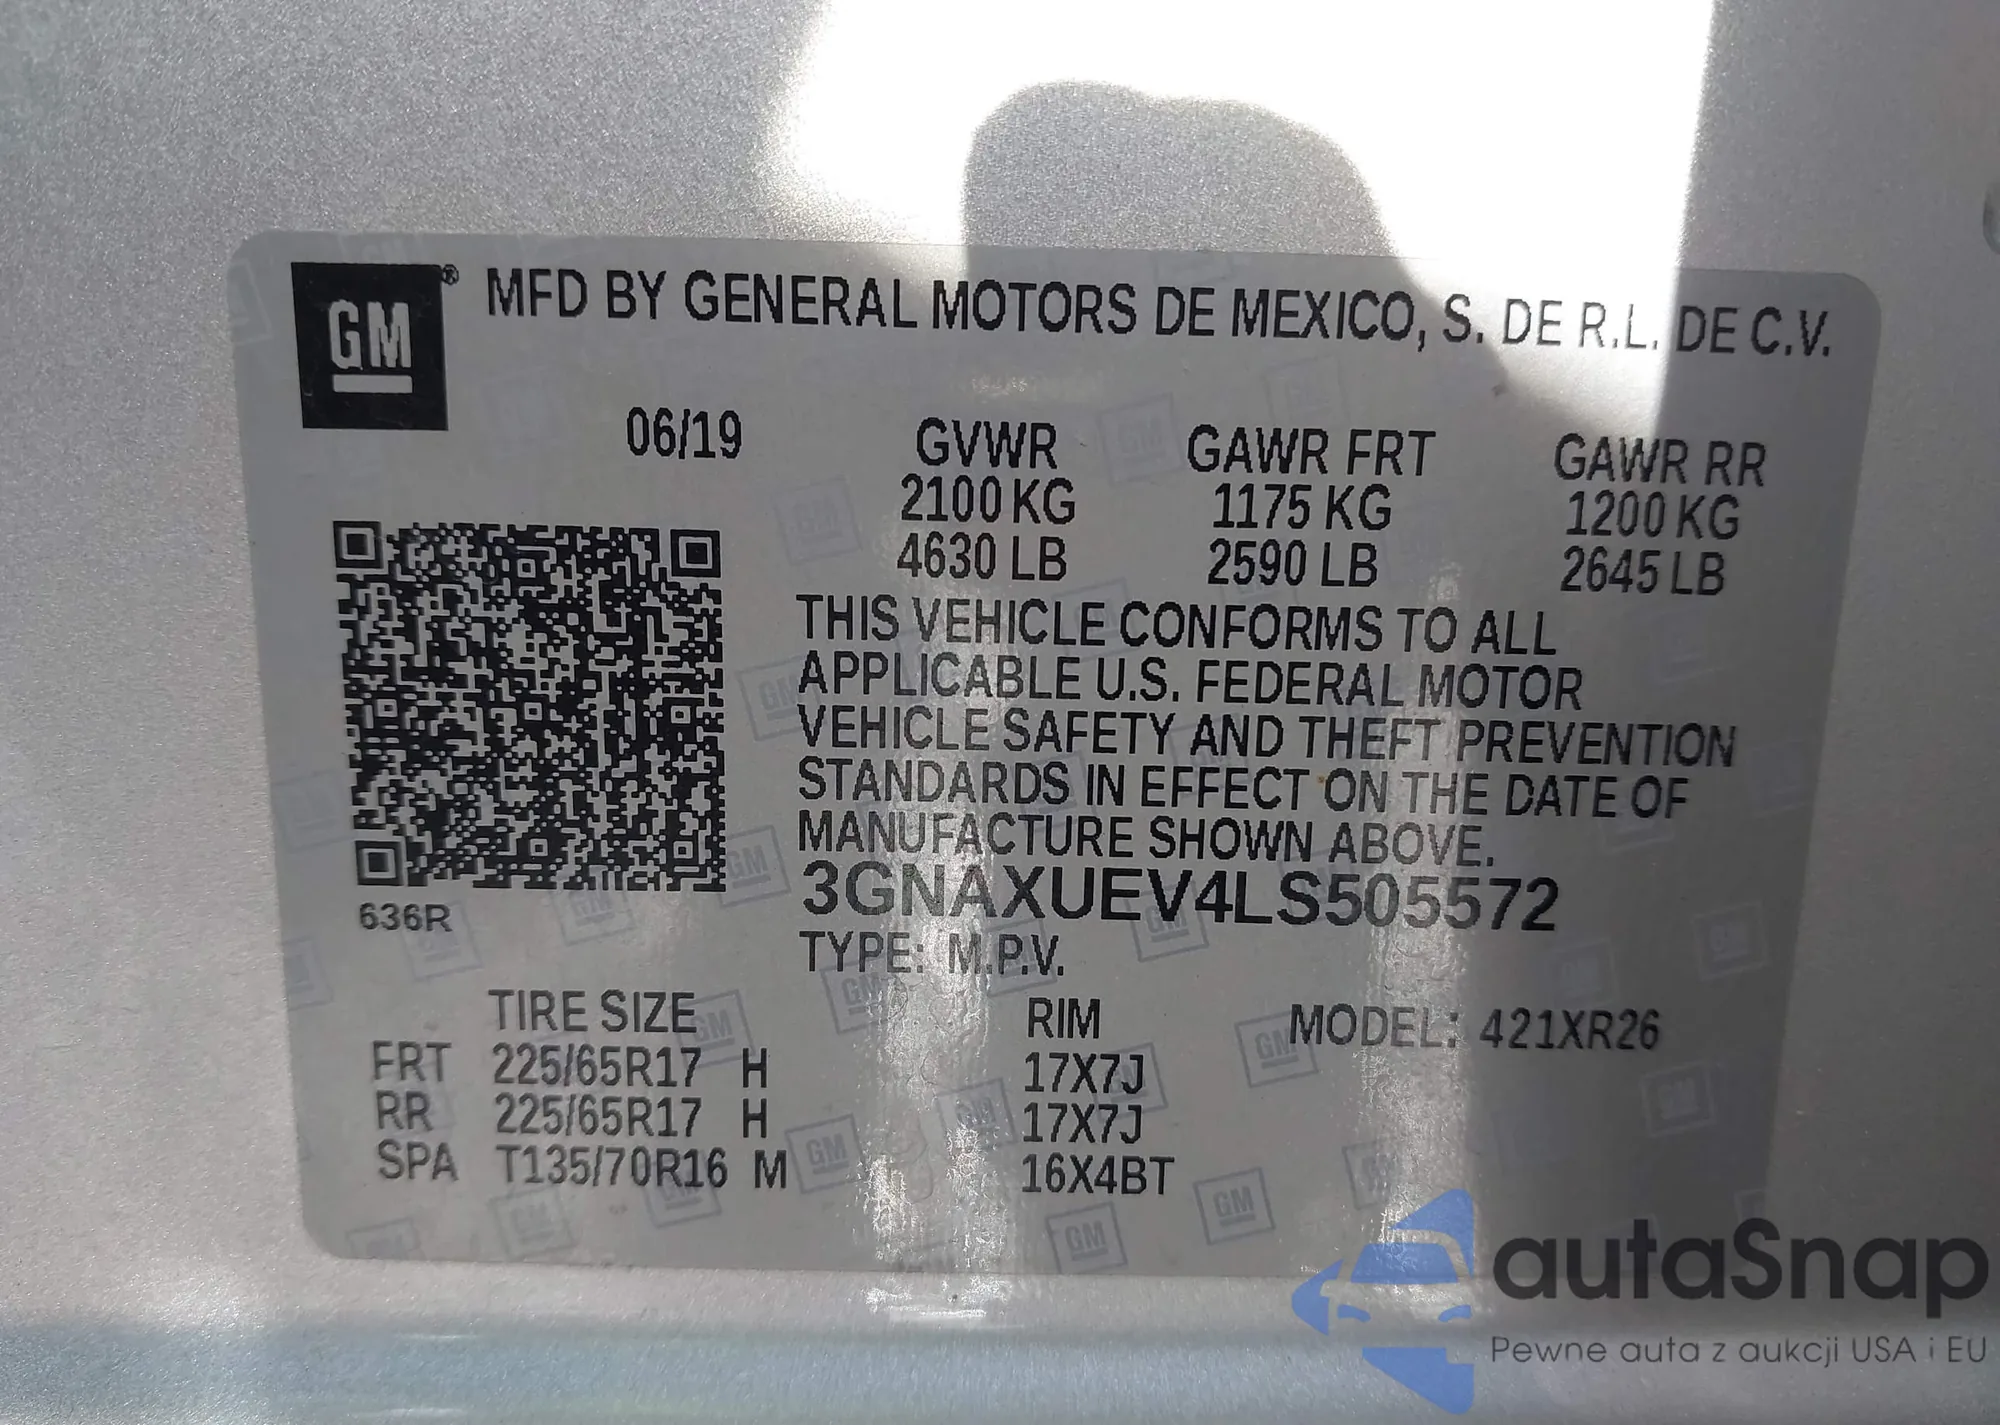 GM® MFD BY GENERAL MOTORS DE MEXICO, S. DE R.L. DE C.V.
06/19 GVWR GAWR FRT GAWR RR
2100 KG 1175 KG 1200 KG
4630 LB 2590 LB 2645 LB
THIS VEHICLE CONFORMS TO ALL
APPLICABLE U.S. FEDERAL MOTOR
VEHICLE SAFETY AND THEFT PREVENTION
STANDARDS IN EFFECT ON THE DATE OF
MANUFACTURE SHOWN ABOVE.
3GNAXUEV4LS505572
636R
TYPE: M.P.V.
TIRE SIZE RIM MODEL: 421XR26
FRT 225/65R17 H 17X7J
RR 225/65R17 H 17X7J
SPA T135/70R16 M 16X4BT
autaSnap
Pewne auta z aukcji USA i EU